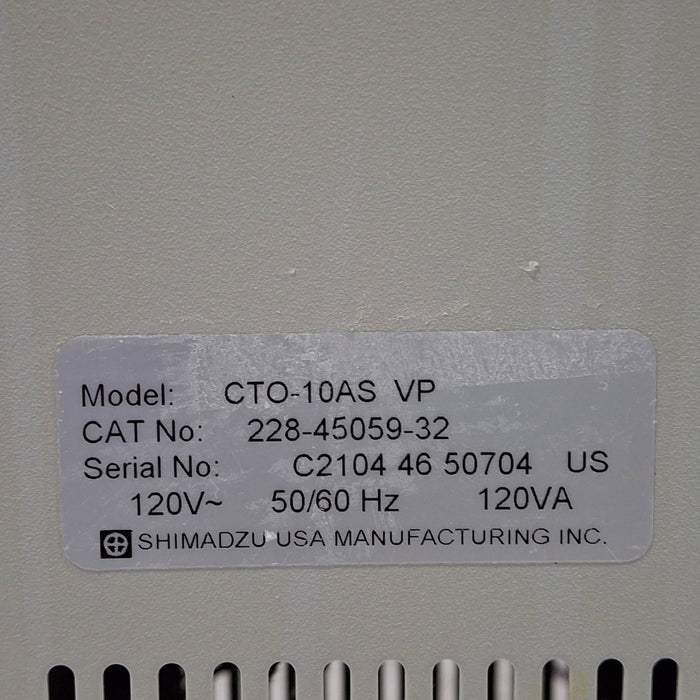 Model: CTO-10AS VP
CAT No: 228-45059-32
Serial No: C2104 46 50704 US
120V~ 50/60 Hz 120VA
SHIMADZU USA MANUFACTURING INC.